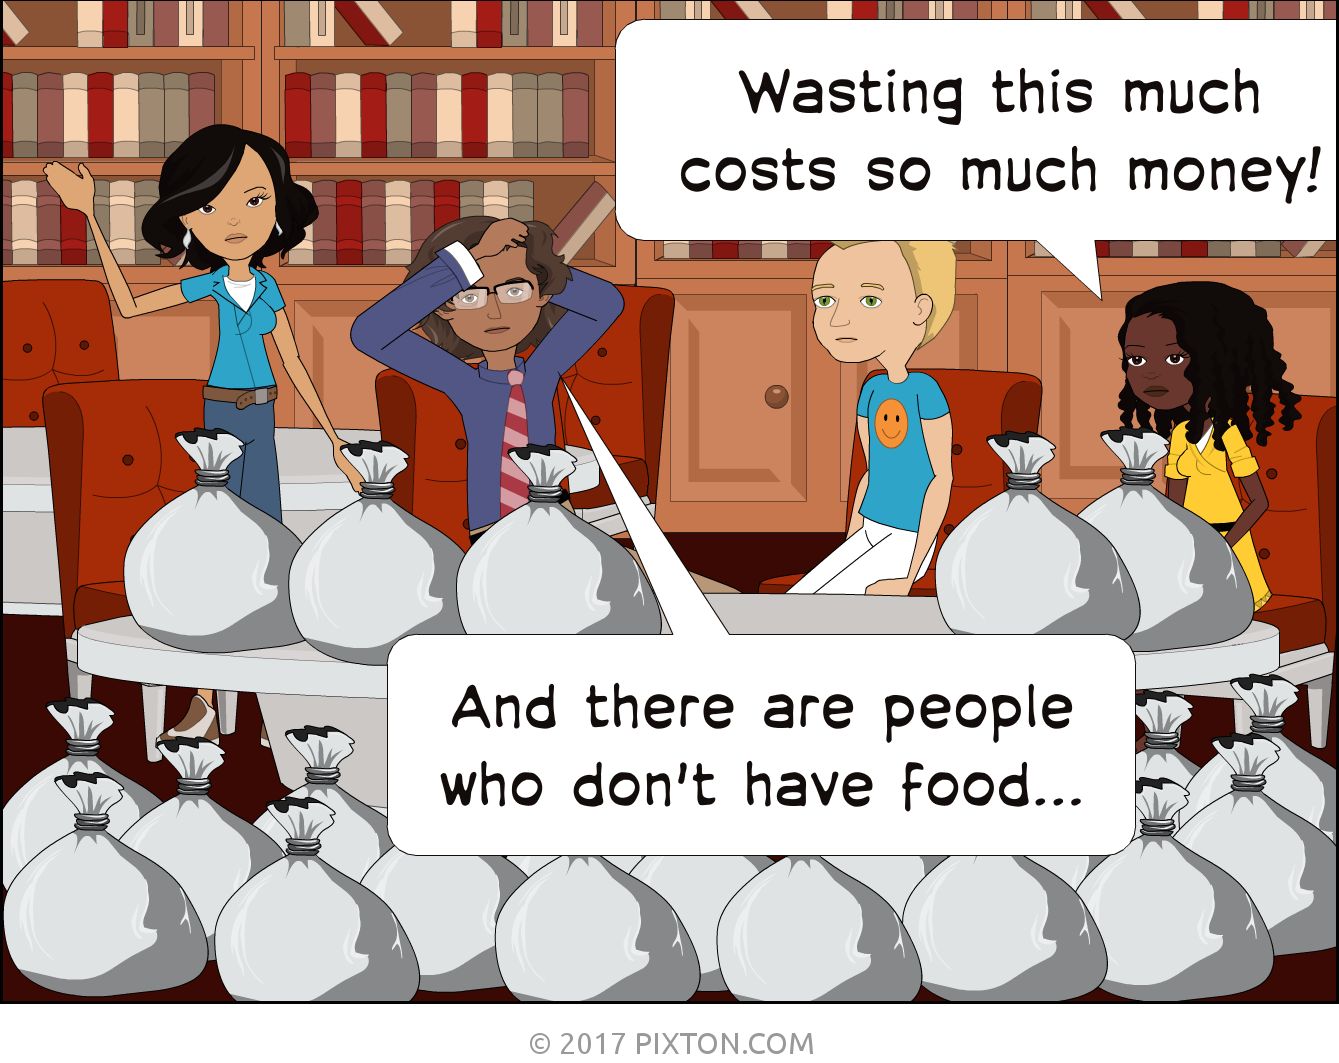 Wasting this much
costs so much money!
And there are people
who don't have food...
© 2017 PIXTON.COM